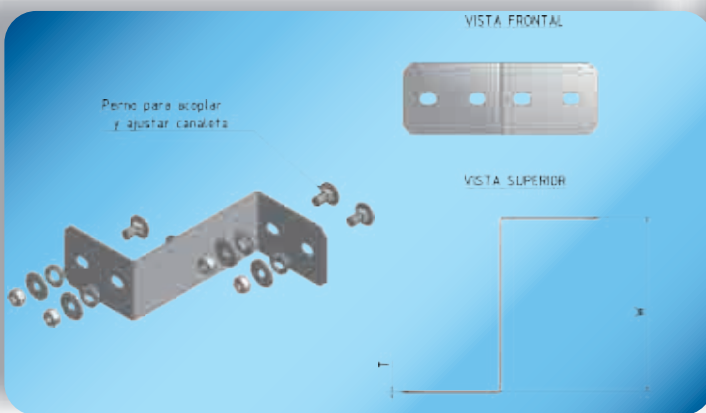 VISTA FRONTAL
Perno para acoplar
y ajustar canaleta
VISTA SUPERIOR
T